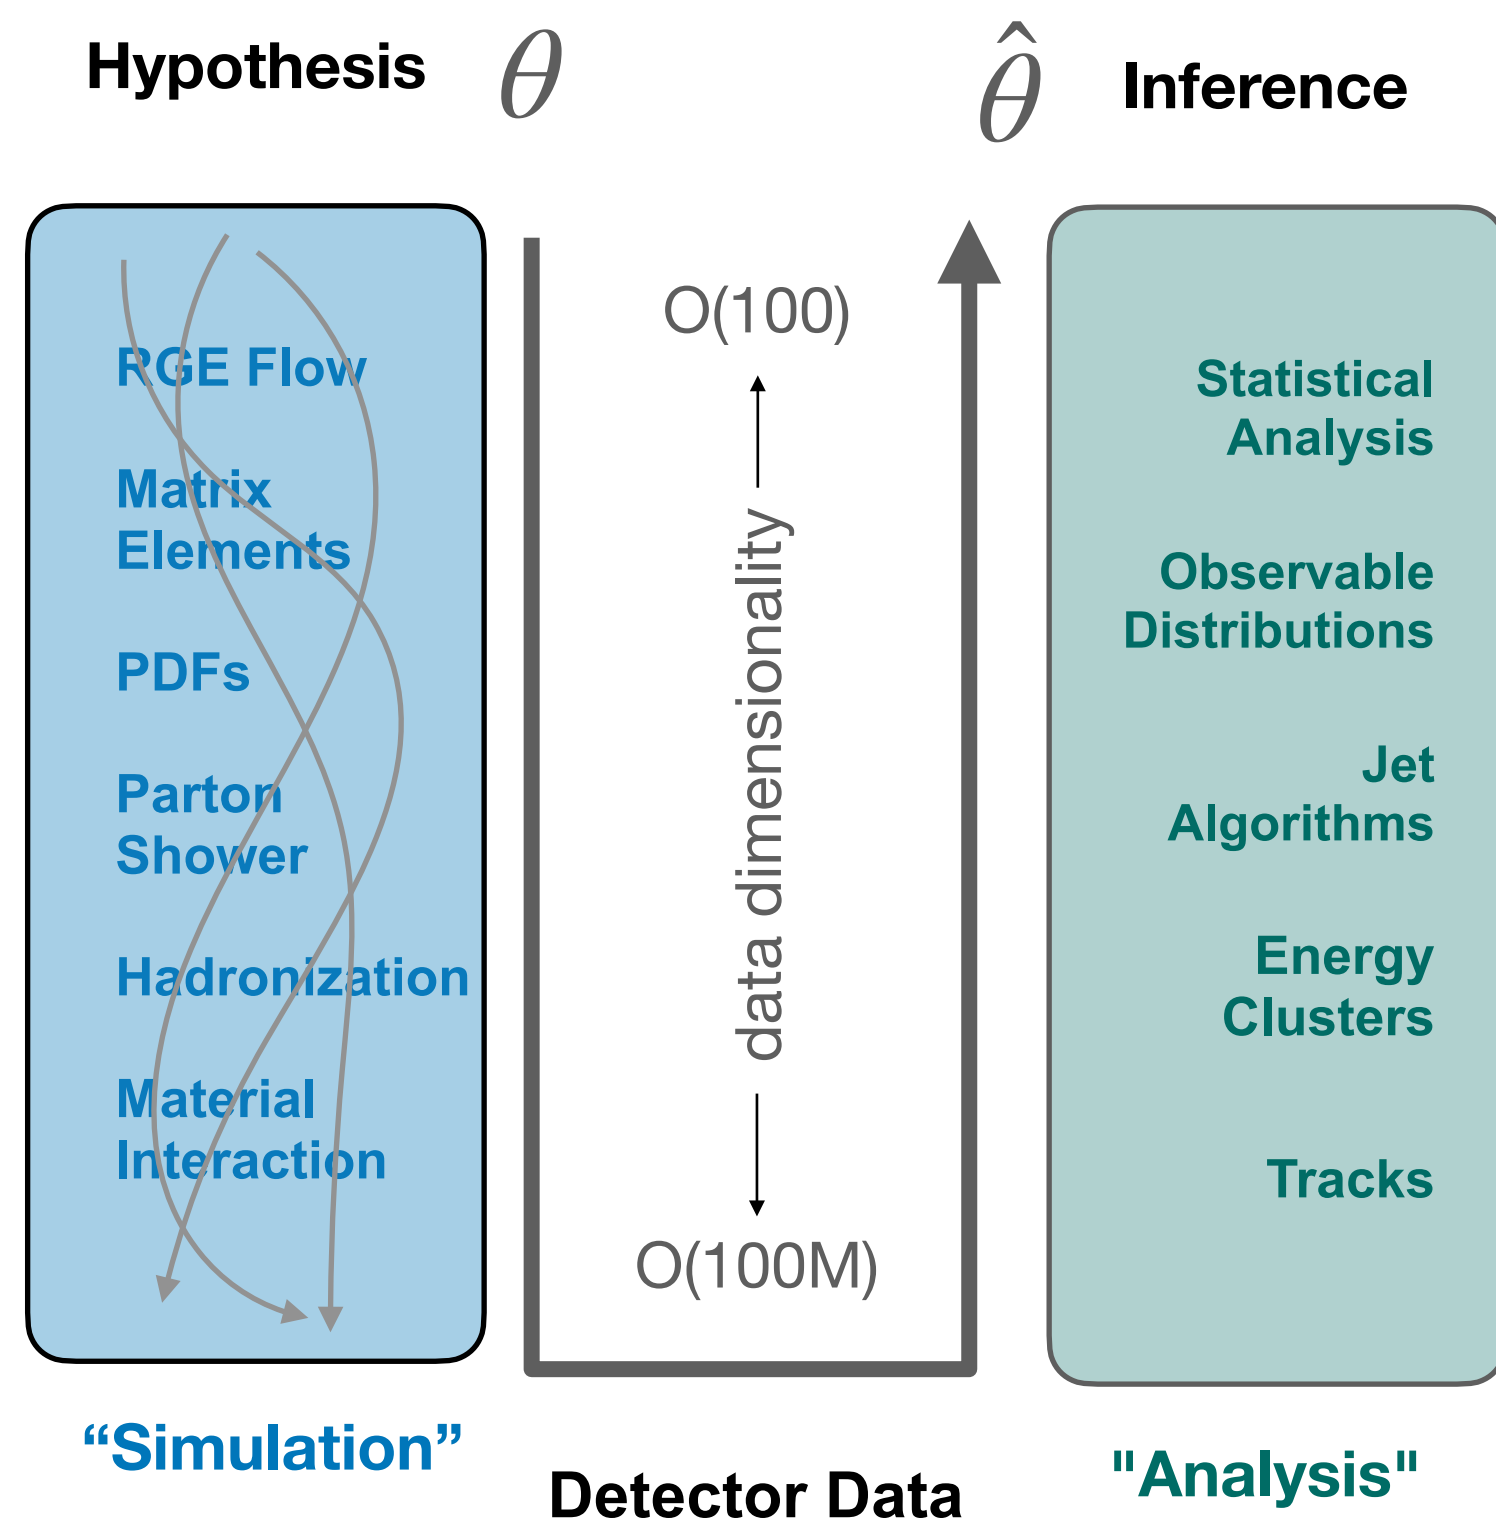 Hypothesis θ
RGE Flow
Matrix
Elements
PDFs
Parton
Shower
Hadronization
Material
Interaction
“Simulation”
O(100)
data dimensionality
O(100M)
Detector Data
θ̂ Inference
Statistical
Analysis
Observable
Distributions
Jet
Algorithms
Energy
Clusters
Tracks
"Analysis"